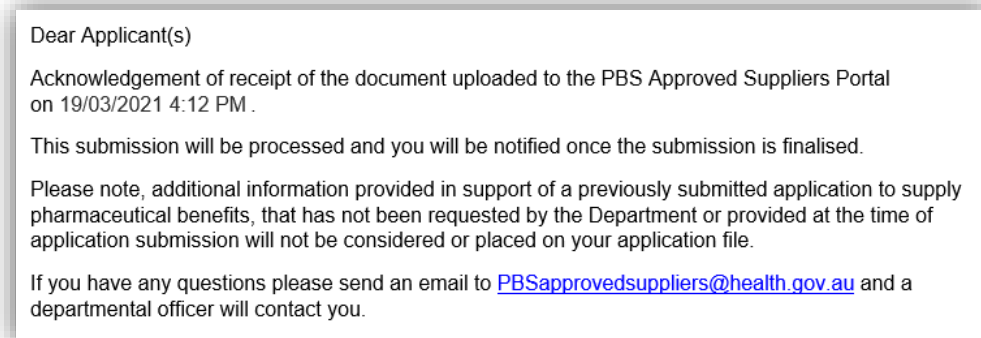 Dear Applicant(s)
Acknowledgement of receipt of the document uploaded to the PBS Approved Suppliers Portal
on 19/03/2021 4:12 PM .
This submission will be processed and you will be notified once the submission is finalised.
Please note, additional information provided in support of a previously submitted application to supply
pharmaceutical benefits, that has not been requested by the Department or provided at the time of
application submission will not be considered or placed on your application file.
If you have any questions please send an email to PBSapprovedsuppliers@health.gov.au and a
departmental officer will contact you.